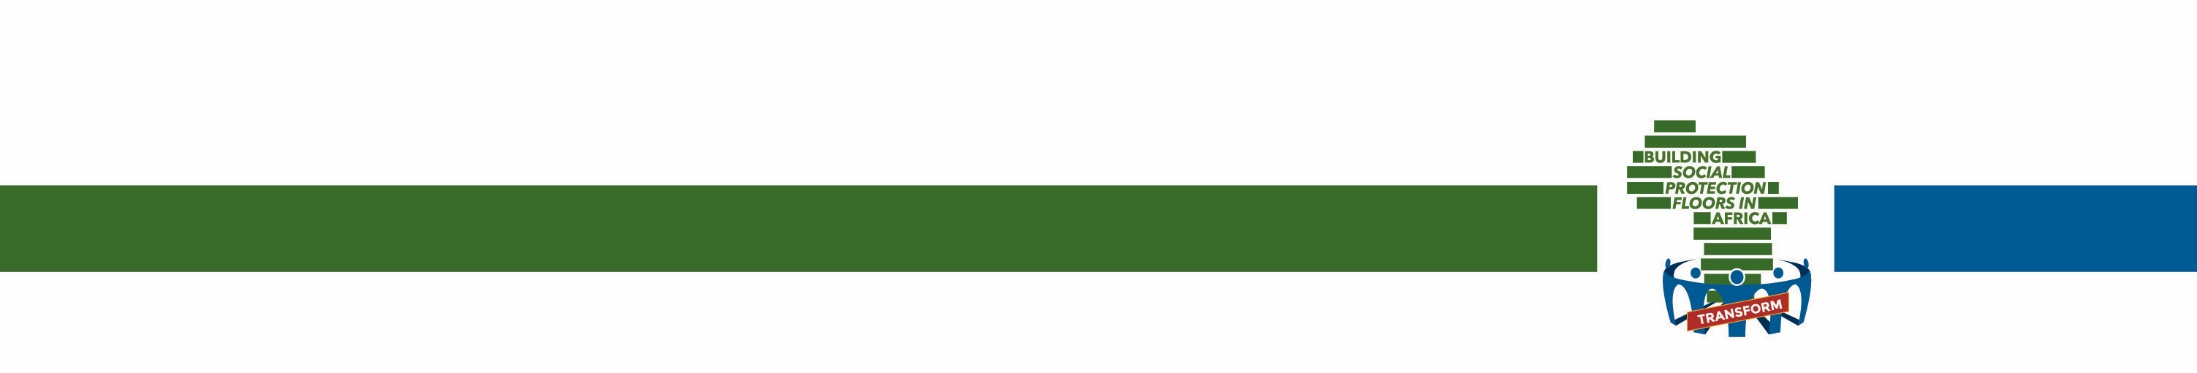 BUILDING
SOCIAL
PROTECTION
FLOORS IN
AFRICA
TRANSFORM